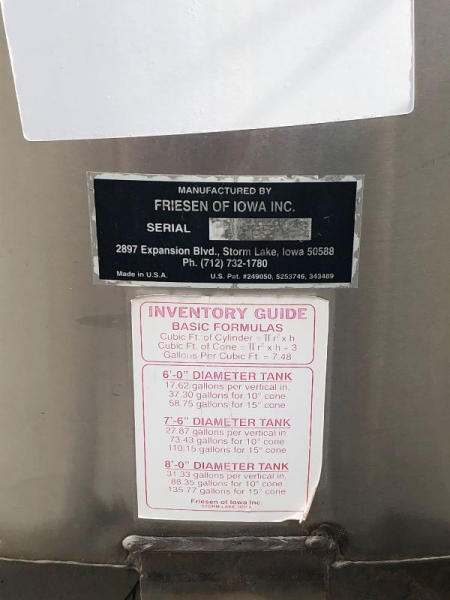 MANUFACTURED BY
FRIESEN OF IOWA INC.
SERIAL
2897 Expansion Blvd., Storm Lake, Iowa 50588
Ph. (712) 732-1780
Made in U.S.A.
U.S. Pat. #249050, 5253746, 343489
INVENTORY GUIDE
BASIC FORMULAS
Cubic Ft. of Cylinder = π r² x h
Cubic Ft. of Cone = π r² x h ÷ 3
Gallons Per Cubic Ft. = 7.48
6'-0" DIAMETER TANK
17.62 gallons per vertical in.
37.30 gallons for 10" cone
58.75 gallons for 15" cone
7'-6" DIAMETER TANK
27.87 gallons per vertical in.
73.43 gallons for 10" cone
110.15 gallons for 15" cone
8'-0" DIAMETER TANK
31.33 gallons per vertical in.
88.35 gallons for 10" cone
135.77 gallons for 15" cone
Friesen of Iowa Inc.
STORM LAKE, IOWA